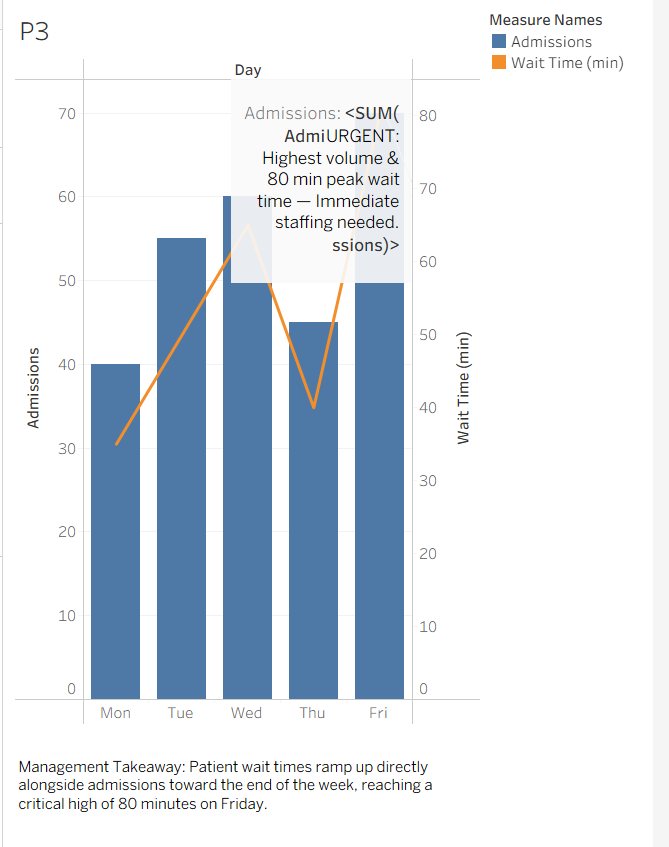 P3
Measure Names
Admissions
Wait Time (min)
Day
Admissions: <SUM(
AdmiURGENT:
Highest volume &
80 min peak wait
time — Immediate
staffing needed.
ssions)>
Admissions
70
60
50
40
30
20
10
0
80
70
60
50
40
30
20
10
0
Wait Time (min)
Mon
Tue
Wed
Thu
Fri
Management Takeaway: Patient wait times ramp up directly
alongside admissions toward the end of the week, reaching a
critical high of 80 minutes on Friday.